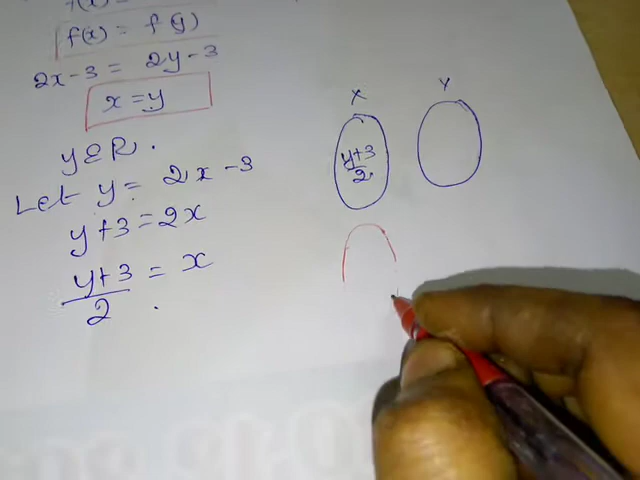 f(x) =
f(x) = f(y)
2x-3 = 2y-3
x = y
y ∈ R.
Let y = 2x-3
y+3 = 2x
y+3/2 = x
X Y
y+3/2